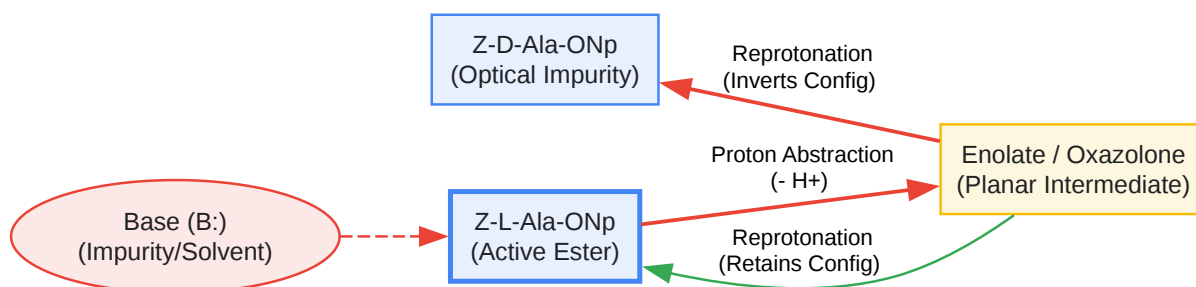 Z-D-Ala-ONp
(Optical Impurity)
Reprotonation
(Inverts Config)
Proton Abstraction
(- H+)
Enolate / Oxazolone
(Planar Intermediate)
Base (B:)
(Impurity/Solvent)
Z-L-Ala-ONp
(Active Ester)
Reprotonation
(Retains Config)